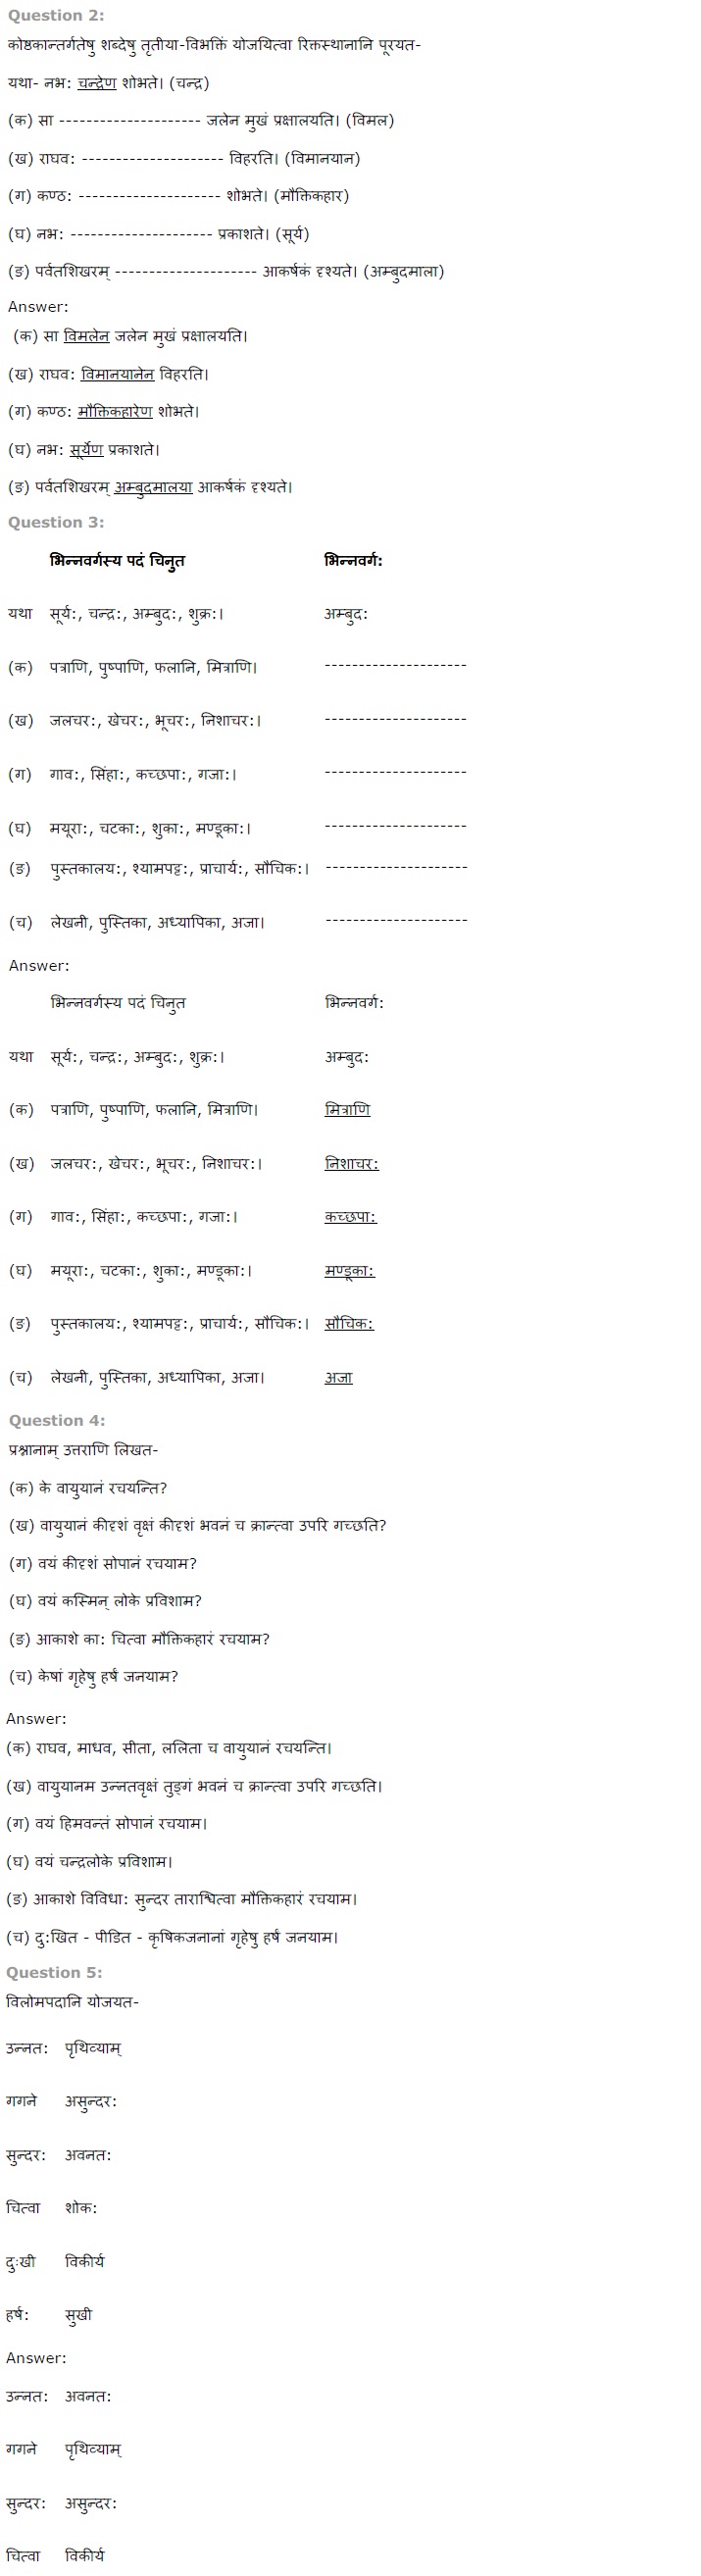 Question 2:
कोष्ठकान्तर्गतेषु शब्देषु तृतीया-विभक्तिं योजयित्वा रिक्तस्थानानि पूरयत-
यथा- नभ: चन्द्रेण शोभते। (चन्द्र)
(क) सा --------------------- जलेन मुखं प्रक्षालयति। (विमल)
(ख) राघव: --------------------- विहरति। (विमानयान)
(ग) कण्ठ: --------------------- शोभते। (मौक्तिकहार)
(घ) नभ: --------------------- प्रकाशते। (सूर्य)
(ङ) पर्वतशिखरम् --------------------- आकर्षकं दृश्यते। (अम्बुदमाला)
Answer:
(क) सा विमलेन जलेन मुखं प्रक्षालयति।
(ख) राघव: विमानयानेन विहरति।
(ग) कण्ठ: मौक्तिकहारेण शोभते।
(घ) नभ: सूर्येण प्रकाशते।
(ङ) पर्वतशिखरम् अम्बुदमालया आकर्षकं दृश्यते।
Question 3:
भिन्नवर्गस्य पदं चिनुत भिन्नवर्ग:
यथा सूर्य:, चन्द्र:, अम्बुद:, शुक्र:। अम्बुद:
(क) पत्राणि, पुष्पाणि, फलानि, मित्राणि। ---------------------
(ख) जलचर:, खेचर:, भूचर:, निशाचर:। ---------------------
(ग) गाव:, सिंहा:, कच्छपा:, गजा:। ---------------------
(घ) मयूरा:, चटका:, शुका:, मण्डूका:। ---------------------
(ङ) पुस्तकालय:, श्यामपट्ट:, प्राचार्य:, सौचिक:। ---------------------
(च) लेखनी, पुस्तिका, अध्यापिका, अजा। ---------------------
Answer:
भिन्नवर्गस्य पदं चिनुत भिन्नवर्ग:
यथा सूर्य:, चन्द्र:, अम्बुद:, शुक्र:। अम्बुद:
(क) पत्राणि, पुष्पाणि, फलानि, मित्राणि। मित्राणि
(ख) जलचर:, खेचर:, भूचर:, निशाचर:। निशाचर:
(ग) गाव:, सिंहा:, कच्छपा:, गजा:। कच्छपा:
(घ) मयूरा:, चटका:, शुका:, मण्डूका:। मण्डूका:
(ङ) पुस्तकालय:, श्यामपट्ट:, प्राचार्य:, सौचिक:। सौचिक:
(च) लेखनी, पुस्तिका, अध्यापिका, अजा। अजा
Question 4:
प्रश्नानाम् उत्तराणि लिखत-
(क) के वायुयानं रचयन्ति?
(ख) वायुयानं कीदृशं वृक्षं कीदृशं भवनं च क्रान्त्वा उपरि गच्छति?
(ग) वयं कीदृशं सोपानं रचयाम?
(घ) वयं कस्मिन् लोके प्रविशाम?
(ङ) आकाशे का: चित्वा मौक्तिकहारं रचयाम?
(च) केषां गृहेषु हर्षं जनयाम?
Answer:
(क) राघव, माधव, सीता, ललिता च वायुयानं रचयन्ति।
(ख) वायुयानम उन्नतवृक्षं तुङ्गं भवनं च क्रान्त्वा उपरि गच्छति।
(ग) वयं हिमवन्तं सोपानं रचयाम।
(घ) वयं चन्द्रलोके प्रविशाम।
(ङ) आकाशे विविधा: सुन्दर ताराश्चित्वा मौक्तिकहारं रचयाम।
(च) दु:खित - पीडित - कृषिकजनानां गृहेषु हर्षं जनयाम।
Question 5:
विलोमपदानि योजयत-
उन्नत: पृथिव्याम्
गगने असुन्दर:
सुन्दर: अवनत:
चित्वा शोक:
दुःखी विकीर्य
हर्ष: सुखी
Answer:
उन्नत: अवनत:
गगने पृथिव्याम्
सुन्दर: असुन्दर:
चित्वा विकीर्य